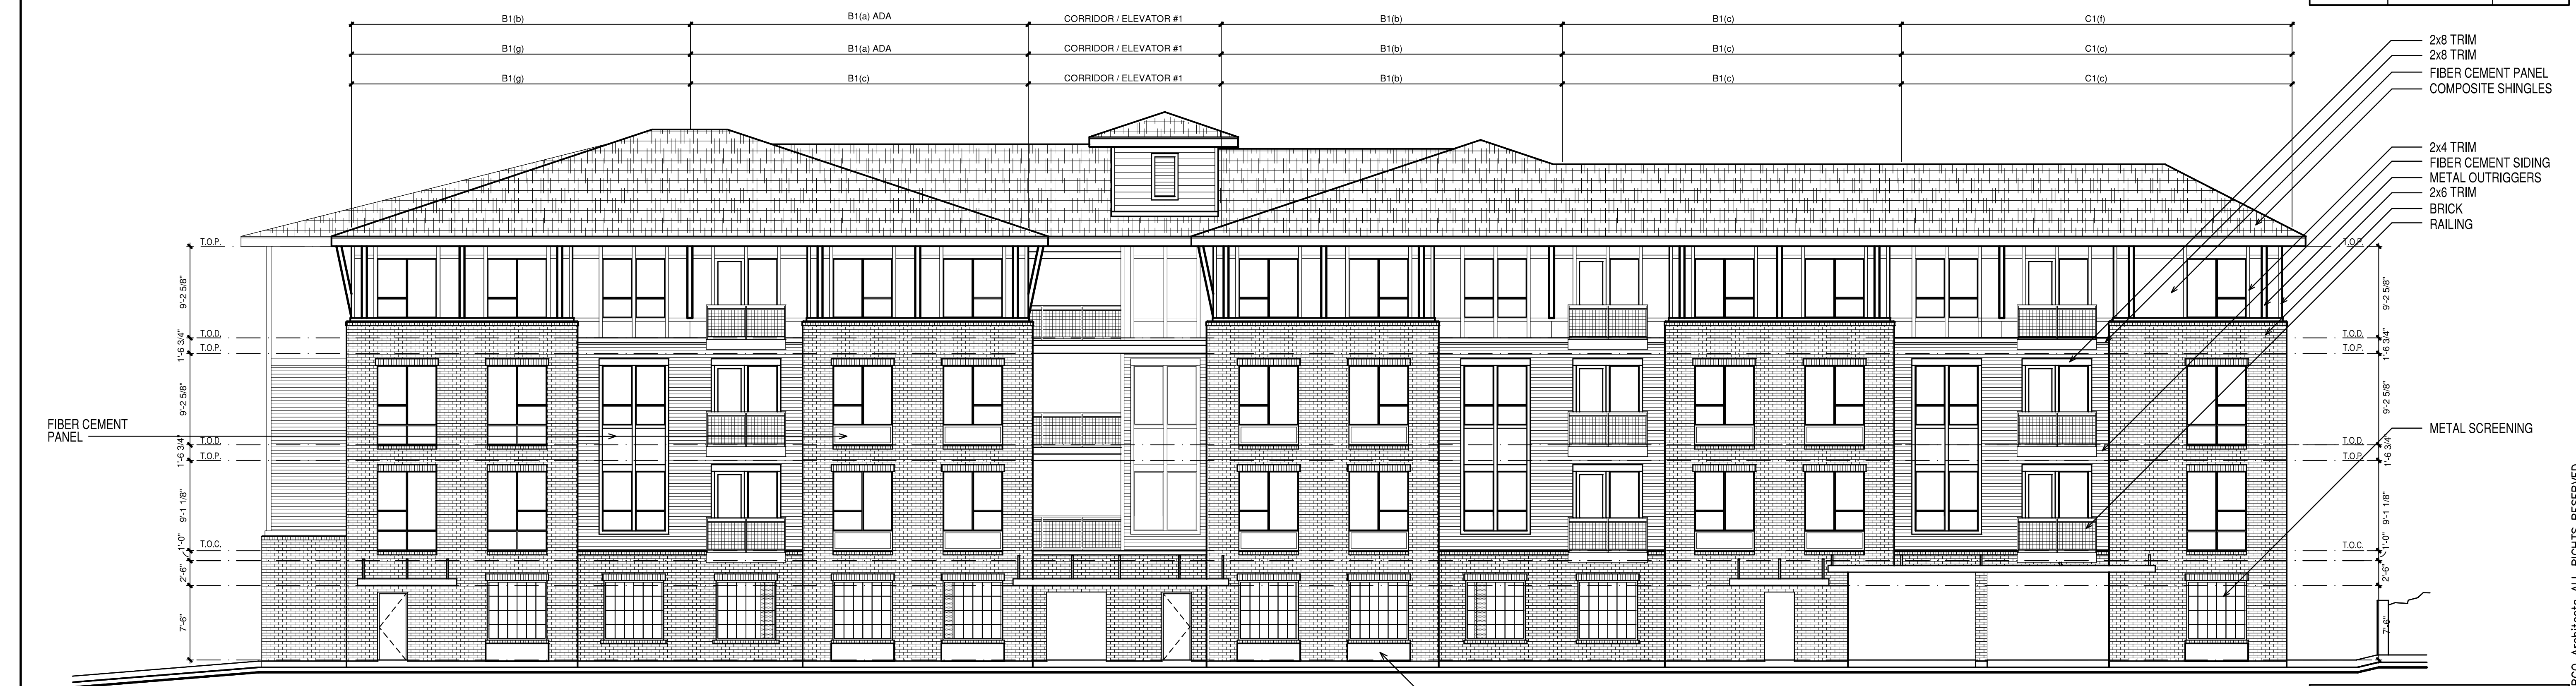 B1(b) B1(a) ADA CORRIDOR / ELEVATOR #1 B1(b) B1(c) C1(f)
B1(g) B1(a) ADA CORRIDOR / ELEVATOR #1 B1(b) B1(c) C1(c)
B1(g) B1(c) CORRIDOR / ELEVATOR #1 B1(b) B1(c) C1(c)
2x8 TRIM
2x8 TRIM
FIBER CEMENT PANEL
COMPOSITE SHINGLES
2x4 TRIM
FIBER CEMENT SIDING
METAL OUTRIGGERS
2x6 TRIM
BRICK
RAILING
T.O.P.
9'-2 5/8"
T.O.D.
1'-6 3/4"
T.O.P.
9'-2 5/8"
FIBER CEMENT
PANEL
T.O.D.
1'-6 3/4"
T.O.P.
9'-1 1/8"
T.O.C.
1'-0"
2'-6"
7'-6"
T.O.P.
9'-2 5/8"
T.O.D.
1'-6 3/4"
T.O.P.
9'-2 5/8"
METAL SCREENING
T.O.D.
1'-6 3/4"
T.O.P.
9'-1 1/8"
T.O.C.
1'-0"
2'-6"
7'-6"
Architects, ALL RIGHTS RESERVED